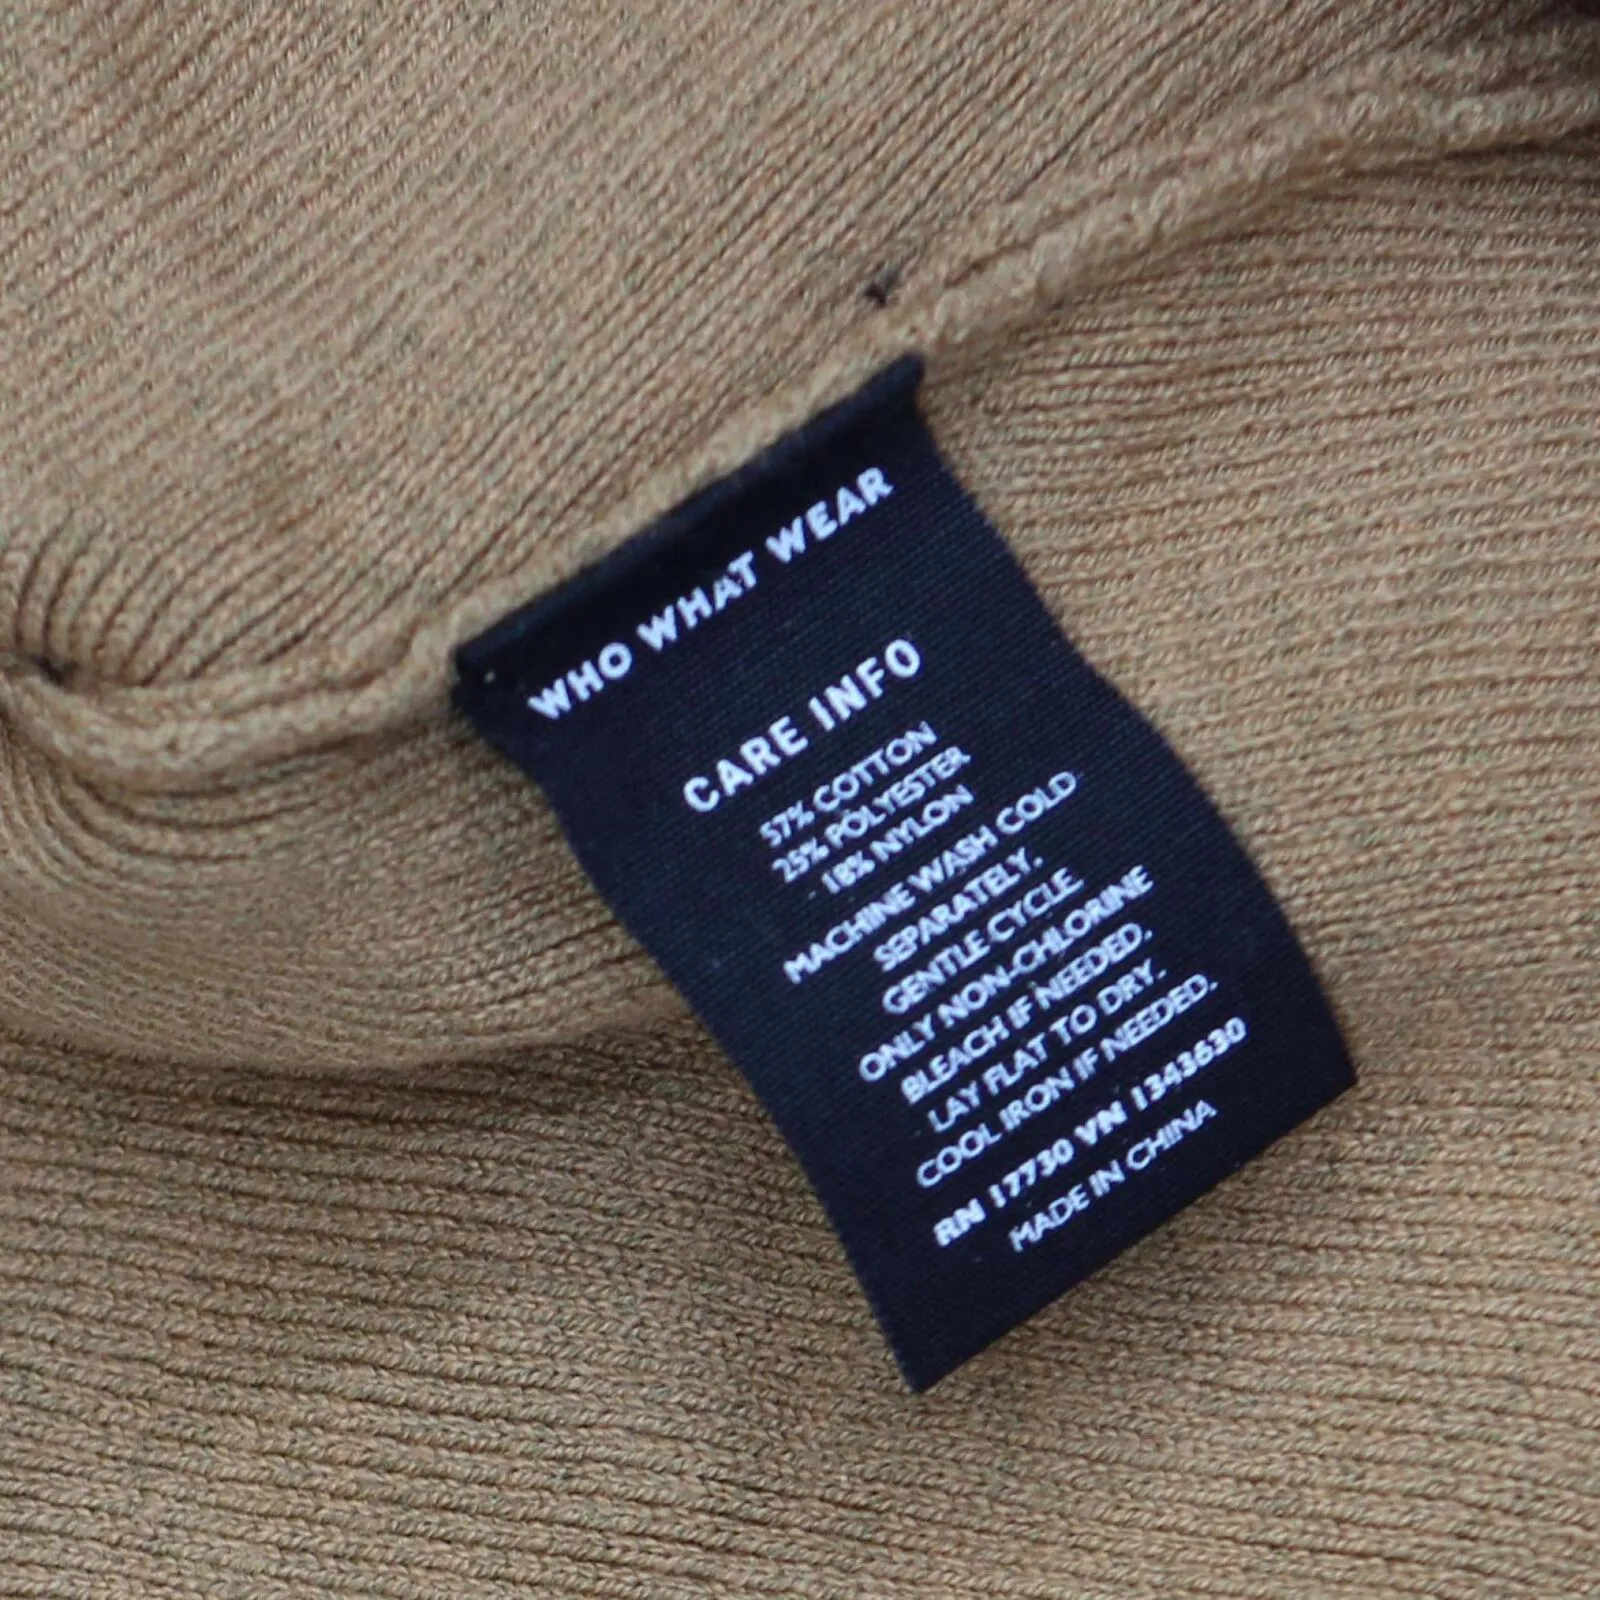 WHO WHAT WEAR
CARE INFO
57% COTTON
25% POLYESTER
18% NYLON
MACHINE WASH COLD
SEPARATELY.
GENTLE CYCLE
ONLY NON-CHLORINE
BLEACH IF NEEDED.
LAY FLAT TO DRY.
COOL IRON IF NEEDED.
RN 17730 VN 1343630
MADE IN CHINA